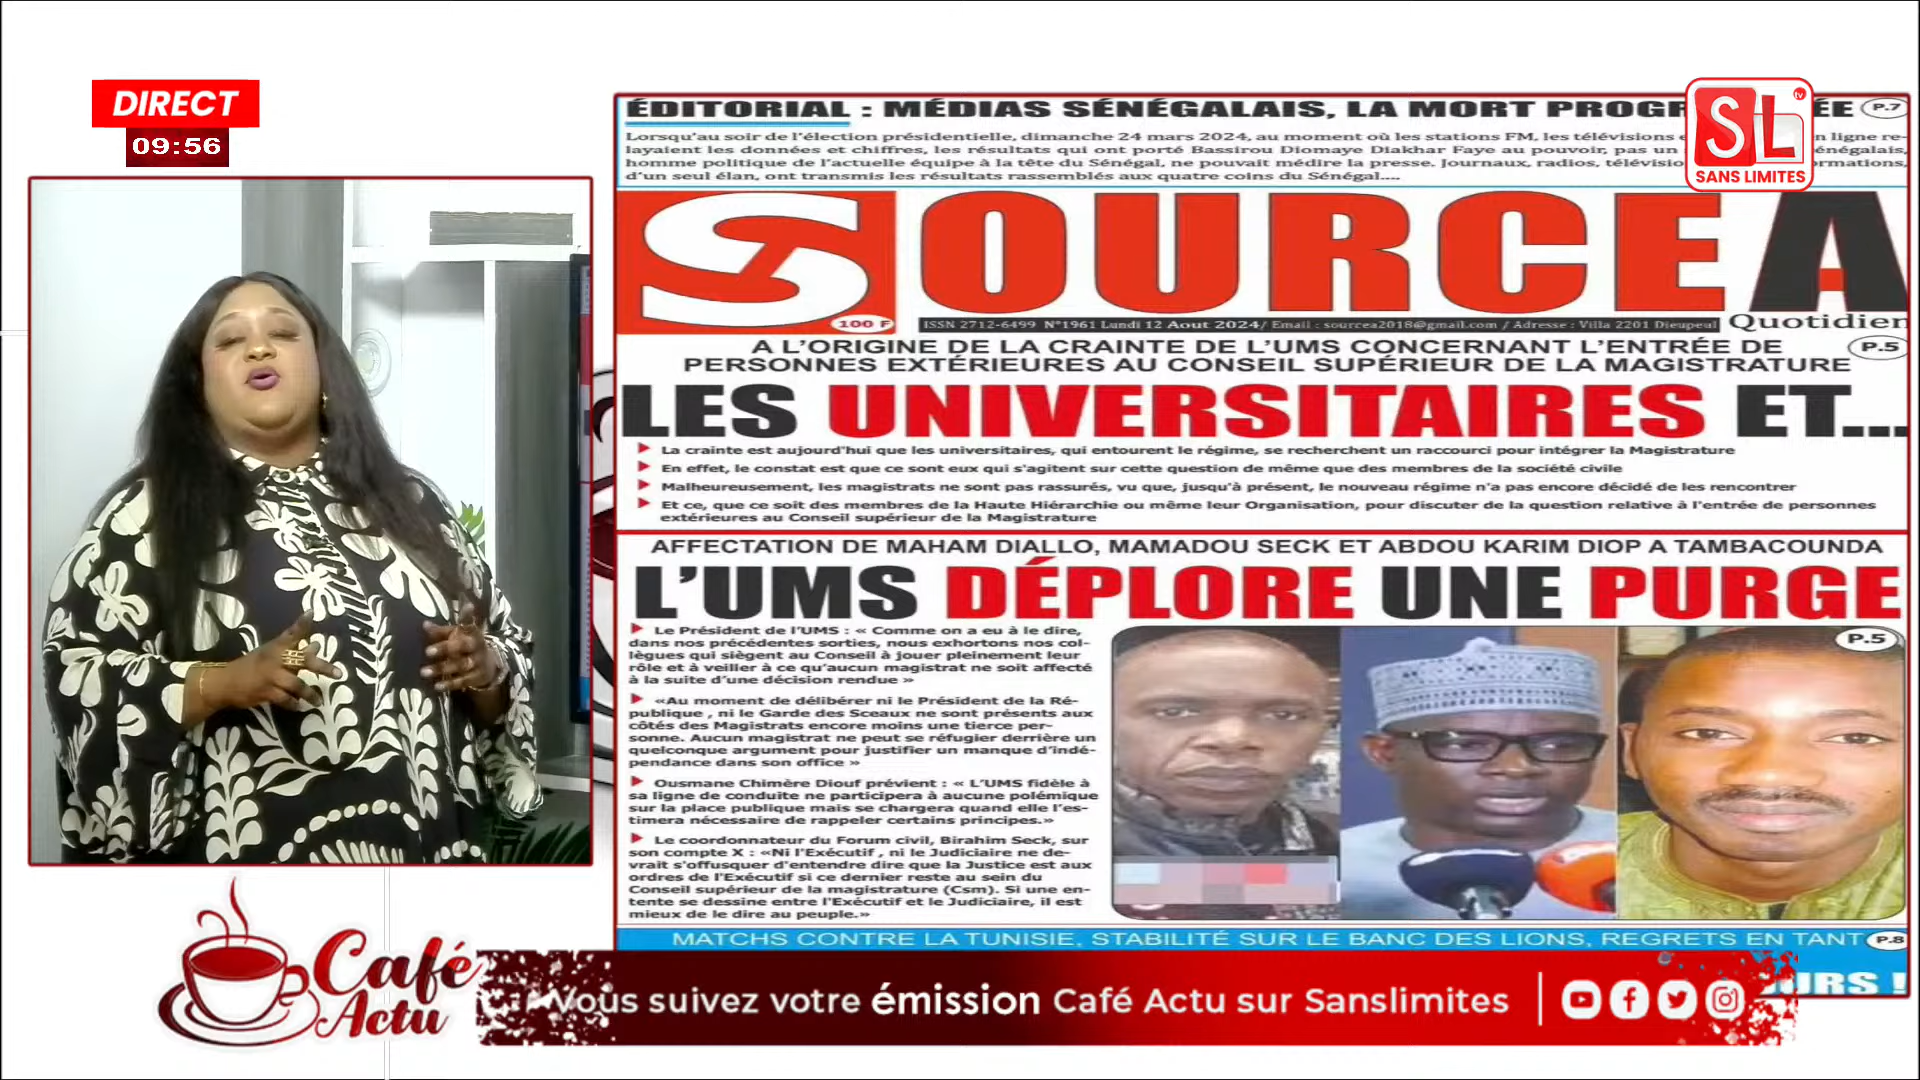 DIRECT
09:56
SL tv
SANS LIMITES
ÉDITORIAL : MÉDIAS SÉNÉGALAIS, LA MORT PROGR ÉE P.7
Lorsqu'au soir de l'élection présidentielle, dimanche 24 mars 2024, au moment où les stations FM, les télévisions n ligne re-
layaient les données et chiffres, les résultats qui ont porté Bassirou Diomaye Diakhar Faye au pouvoir, pas un énégalais,
homme politique de l'actuelle équipe à la tête du Sénégal, ne pouvait médire la presse. Journaux, radios, télévisio ormations,
d'un seul élan, ont transmis les résultats rassemblés aux quatre coins du Sénégal....
SOURCE A
100 F
ISSN 2712-6499 N°1961 Lundi 12 Aout 2024/ Email : sourcea2018@gmail.com / Adresse : Villa 2201 Dieupeul
Quotidien
A L'ORIGINE DE LA CRAINTE DE L'UMS CONCERNANT L'ENTRÉE DE P.5
PERSONNES EXTÉRIEURES AU CONSEIL SUPÉRIEUR DE LA MAGISTRATURE
LES UNIVERSITAIRES ET...
La crainte est aujourd'hui que les universitaires, qui entourent le régime, se recherchent un raccourci pour intégrer la Magistrature
En effet, le constat est que ce sont eux qui s'agitent sur cette question de même que des membres de la société civile
Malheureusement, les magistrats ne sont pas rassurés, vu que, jusqu'à présent, le nouveau régime n'a pas encore décidé de les rencontrer
Et ce, que ce soit des membres de la Haute Hiérarchie ou même leur Organisation, pour discuter de la question relative à l'entrée de personnes
extérieures au Conseil supérieur de la Magistrature
AFFECTATION DE MAHAM DIALLO, MAMADOU SECK ET ABDOU KARIM DIOP A TAMBACOUNDA
L'UMS DÉPLORE UNE PURGE
P.5
Le Président de l'UMS : « Comme on a eu à le dire,
dans nos précédentes sorties, nous exhortons nos col-
lègues qui siègent au Conseil à jouer pleinement leur
rôle et à veiller à ce qu'aucun magistrat ne soit affecté
à la suite d'une décision rendue »
«Au moment de délibérer ni le Président de la Ré-
publique , ni le Garde des Sceaux ne sont présents aux
côtés des Magistrats encore moins une tierce per-
sonne. Aucun magistrat ne peut se réfugier derrière un
quelconque argument pour justifier un manque d'indé-
pendance dans son office »
Ousmane Chimère Diouf prévient : « L'UMS fidèle à
sa ligne de conduite ne participera à aucune polémique
sur la place publique mais se chargera quand elle l'es-
timera nécessaire de rappeler certains principes.»
Le coordonnateur du Forum civil, Birahim Seck, sur
son compte X : «Ni l'Exécutif , ni le Judiciaire ne de-
vrait s'offusquer d'entendre dire que la Justice est aux
ordres de l'Exécutif si ce dernier reste au sein du
Conseil supérieur de la magistrature (Csm). Si une en-
tente se dessine entre l'Exécutif et le Judiciaire, il est
mieux de le dire au peuple.»
MATCHS CONTRE LA TUNISIE, STABILITÉ SUR LE BANC DES LIONS, REGRETS EN TANT P.8
URS !
Café
Actu
Vous suivez votre émission Café Actu sur Sanslimites